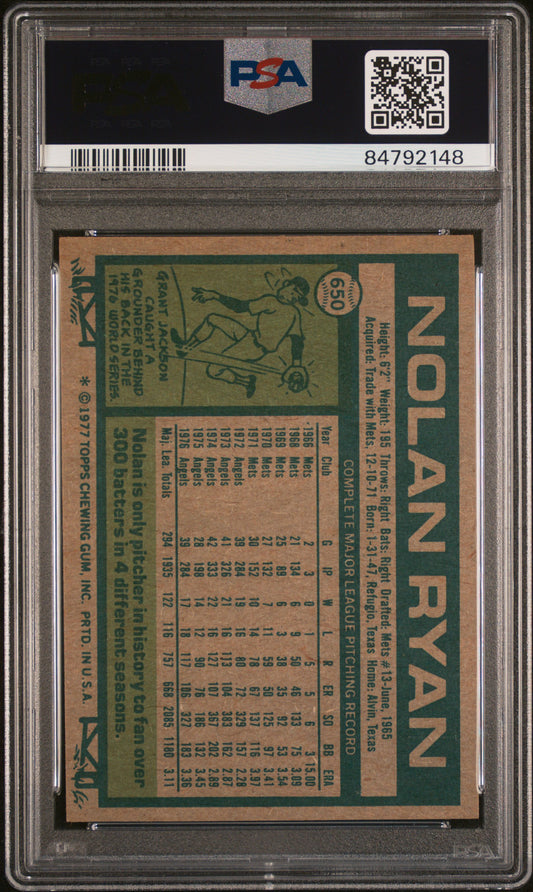 PSA
84792148
650
NOLAN RYAN
Height: 6'2" Weight: 195 Throws: Right Bats: Right Drafted: Mets #13-June, 1965
Acquired: Trade with Mets, 12-10-71 Born: 1-31-47, Refugio, Texas Home: Alvin, Texas
COMPLETE MAJOR LEAGUE PITCHING RECORD
Year Club G IP W L R ER SO BB ERA
*1966 Mets 2 3 0 1 5 5 6 3 15.00
1968 Mets 21 134 6 9 50 46 133 75 3.09
1969 Mets 25 89 6 3 38 35 92 53 3.54
1970 Mets 27 132 7 11 59 50 125 97 3.41
1971 Mets 30 152 10 14 78 67 137 116 3.97
1972 Angels 39 284 19 16 80 72 329 157 2.28
1973 Angels 41 326 21 16 113 104 383 162 2.87
1974 Angels 42 333 22 16 127 107 367 202 2.89
1975 Angels 28 198 14 12 90 76 186 132 3.45
1976 Angels 39 284 17 18 117 106 327 183 3.36
Maj. Lea. Totals 294 1935 122 116 757 668 2085 1180 3.11
GRANT JACKSON
CAUGHT A
GROUNDER BEHIND
HIS BACK IN THE
1976 WORLD SERIES.
Nolan is only pitcher in history to fan over
300 batters in 4 different seasons.
* ©1977 TOPPS CHEWING GUM, INC. PRTD. IN U.S.A.
PSA